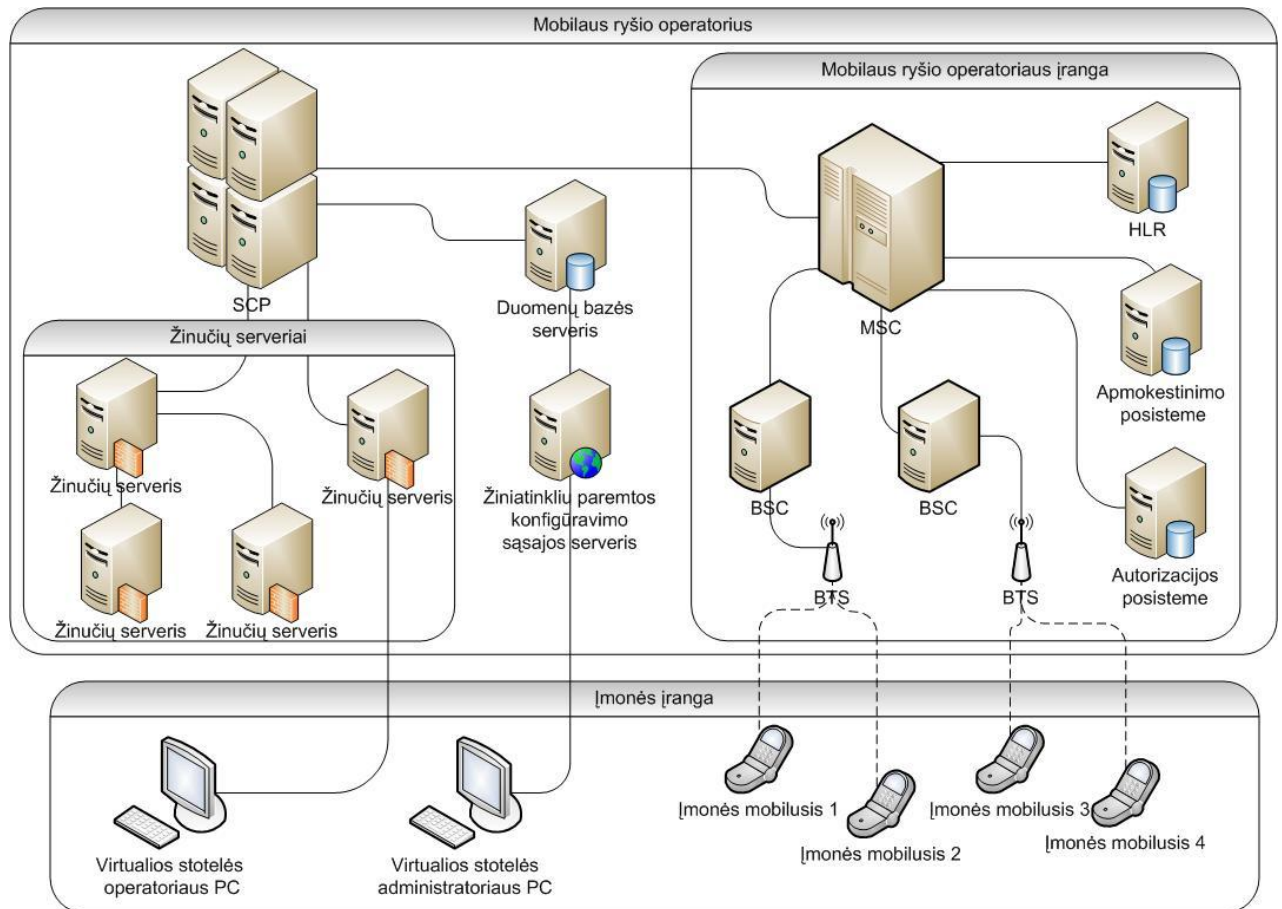 Mobilaus ryšio operatorius
Mobilaus ryšio operatoriaus įranga
SCP
Duomenų bazės
serveris
MSC
HLR
Apmokestinimo
posisteme
Autorizacijos
posisteme
BSC
BSC
BTS
BTS
Žinučių serveriai
Žinučių serveris
Žinučių serveris
Žinučių serveris
Žinučių serveris
Žiniatinkliu paremtos
konfigūravimo
sąsajos serveris
Įmonės įranga
Virtualios stotelės
operatoriaus PC
Virtualios stotelės
administratoriaus PC
Įmonės mobilusis 1
Įmonės mobilusis 2
Įmonės mobilusis 3
Įmonės mobilusis 4